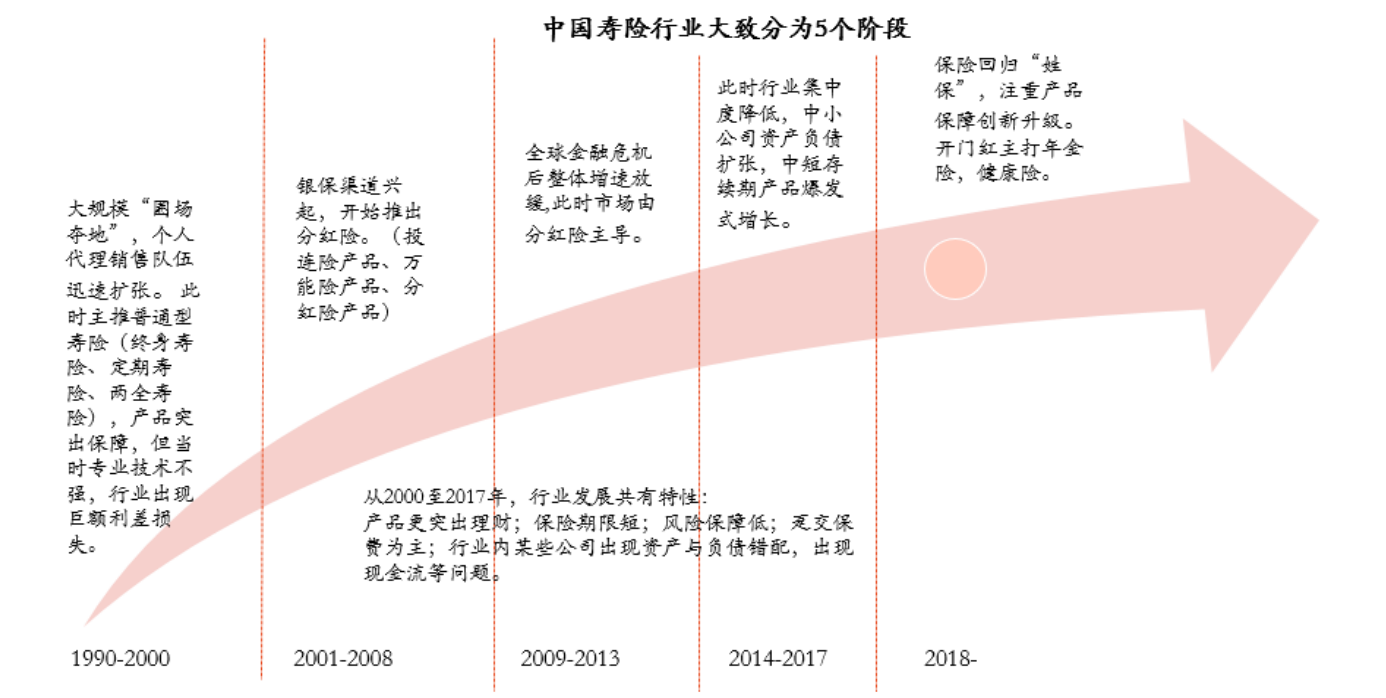 中国寿险行业大致分为5个阶段
大规模“圈场
夺地”，个人
代理销售队伍
迅速扩张。 此
时主推普通型
寿险（终身寿
险、定期寿
险、两全寿
险），产品突
出保障，但当
时专业技术不
强，行业出现
巨额利差损
失。
银保渠道兴
起，开始推出
分红险。（投
连险产品、万
能险产品、分
红险产品）
全球金融危机
后整体增速放
缓,此时市场由
分红险主导。
此时行业集中
度降低，中小
公司资产负债
扩张，中短存
续期产品爆发
式增长。
保险回归“姓
保”，注重产品
保障创新升级。
开门红主打年金
险，健康险。
从2000至2017年，行业发展共有特性：
产品更突出理财；保险期限短；风险保障低；趸交保
费为主；行业内某些公司出现资产与负债错配，出现
现金流等问题。
1990-2000
2001-2008
2009-2013
2014-2017
2018-